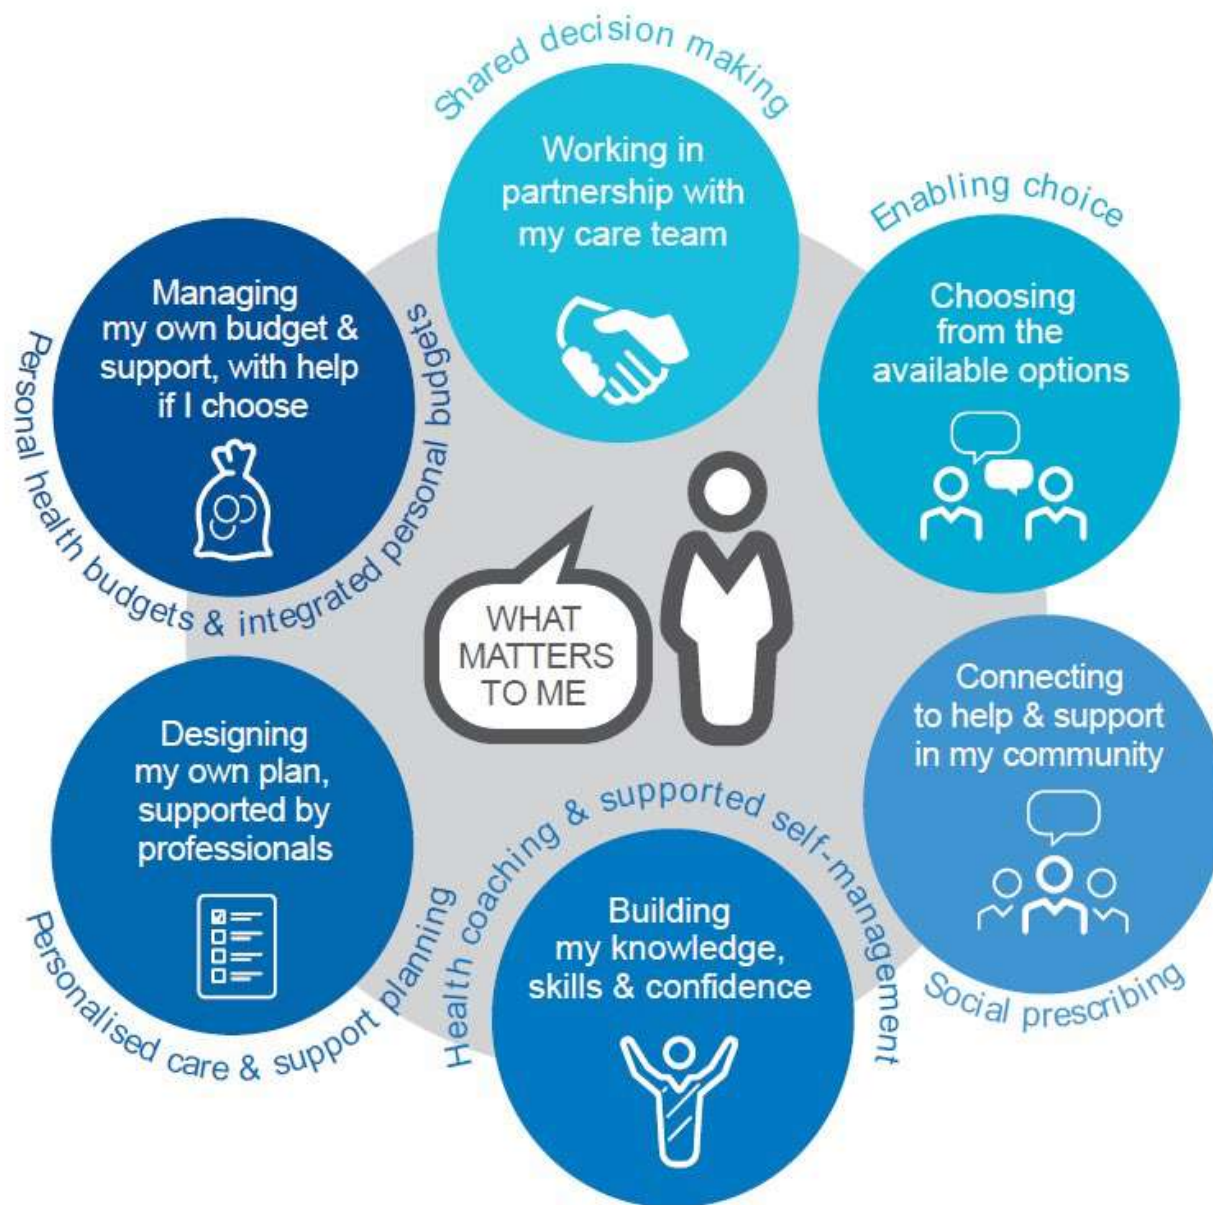 Shared decision making
Working in
partnership with
my care team
Enabling choice
Choosing
from the
available options
Connecting
to help & support
in my community
Social prescribing
Health coaching & supported self-management
Building
my knowledge,
skills & confidence
Designing
my own plan,
supported by
professionals
Personalised care & support planning
Managing
my own budget &
support, with help
if I choose
Personal health budgets & integrated personal budgets
WHAT
MATTERS
TO ME